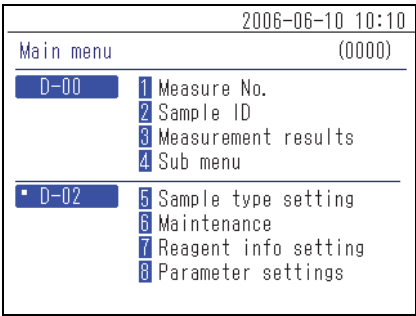 2006-06-10 10:10
Main menu (0000)
D-00 1 Measure No.
2 Sample ID
3 Measurement results
4 Sub menu
D-02 5 Sample type setting
6 Maintenance
7 Reagent info setting
8 Parameter settings